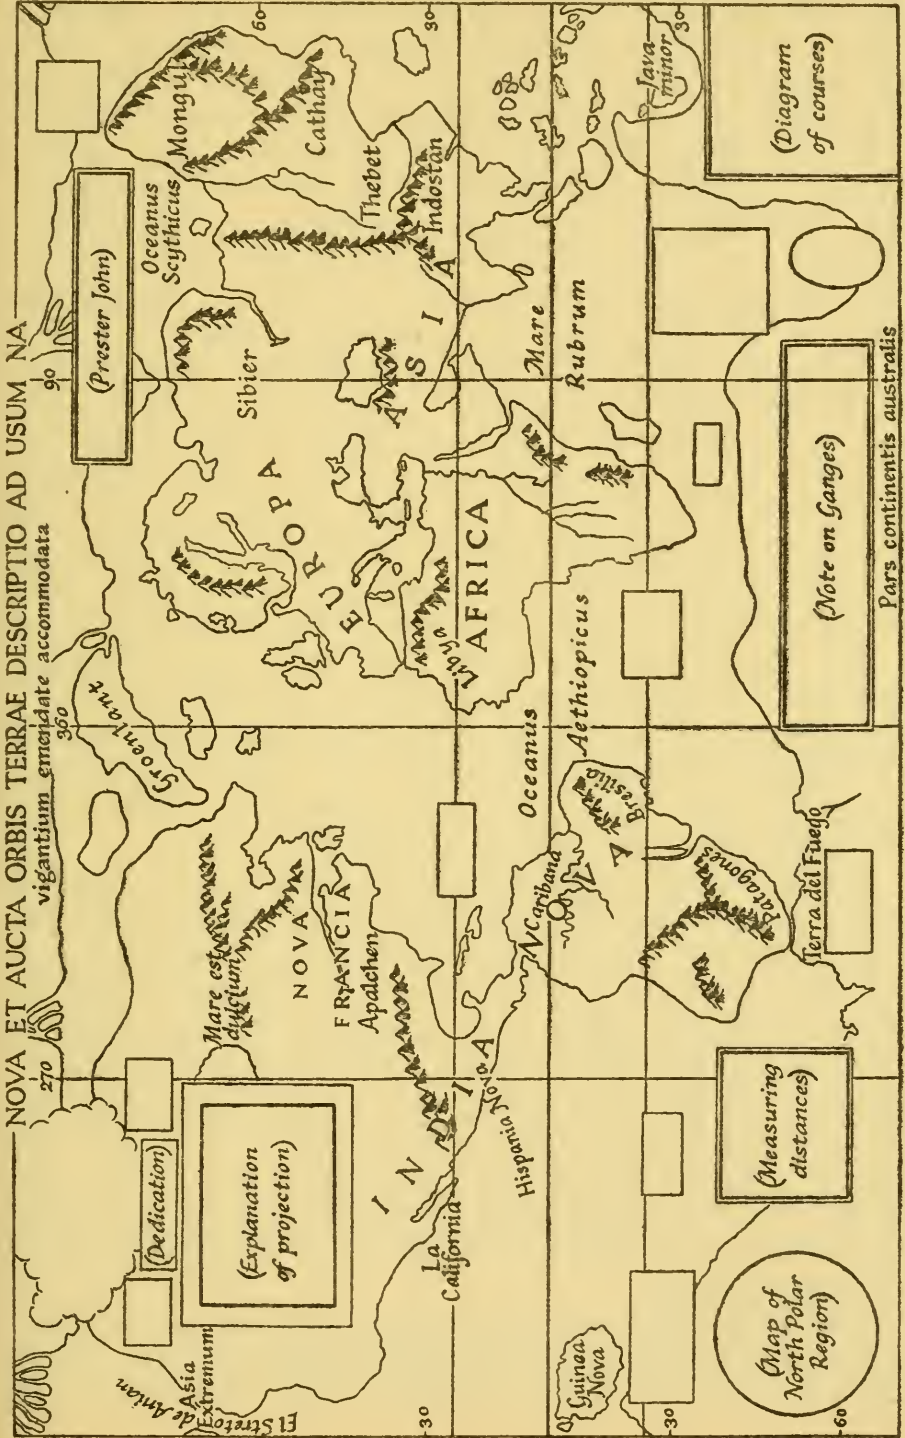 NOVA ET AUCTA ORBIS TERRAE DESCRIPTIO AD USUM NA
vigantium emendate accommodata
270
360
90
60
30
30
-30
-30
-60
(Dedication)
(Explanation
of projection)
El Streto
de Anian
Asia
Extremum
La
California
Hispania Nova
INDIA
NOVA
Mare est
dulcium
NOVA
FRANCIA
Apalchen
Groenlant
Caribana
Bresilia
Patagones
Terra del Fuego
Oceanus
Aethiopicus
EUROPA
Libya
AFRICA
(Prester John)
Oceanus
Scythicus
Sibier
ASIA
Mongul
Cathay
Thebet
Indostan
Mare
Rubrum
Java
minor
Guinea
Nova
(Map of
North Polar
Region)
(Measuring
distances)
(Note on Ganges)
Pars continentis australis
(Diagram
of courses)